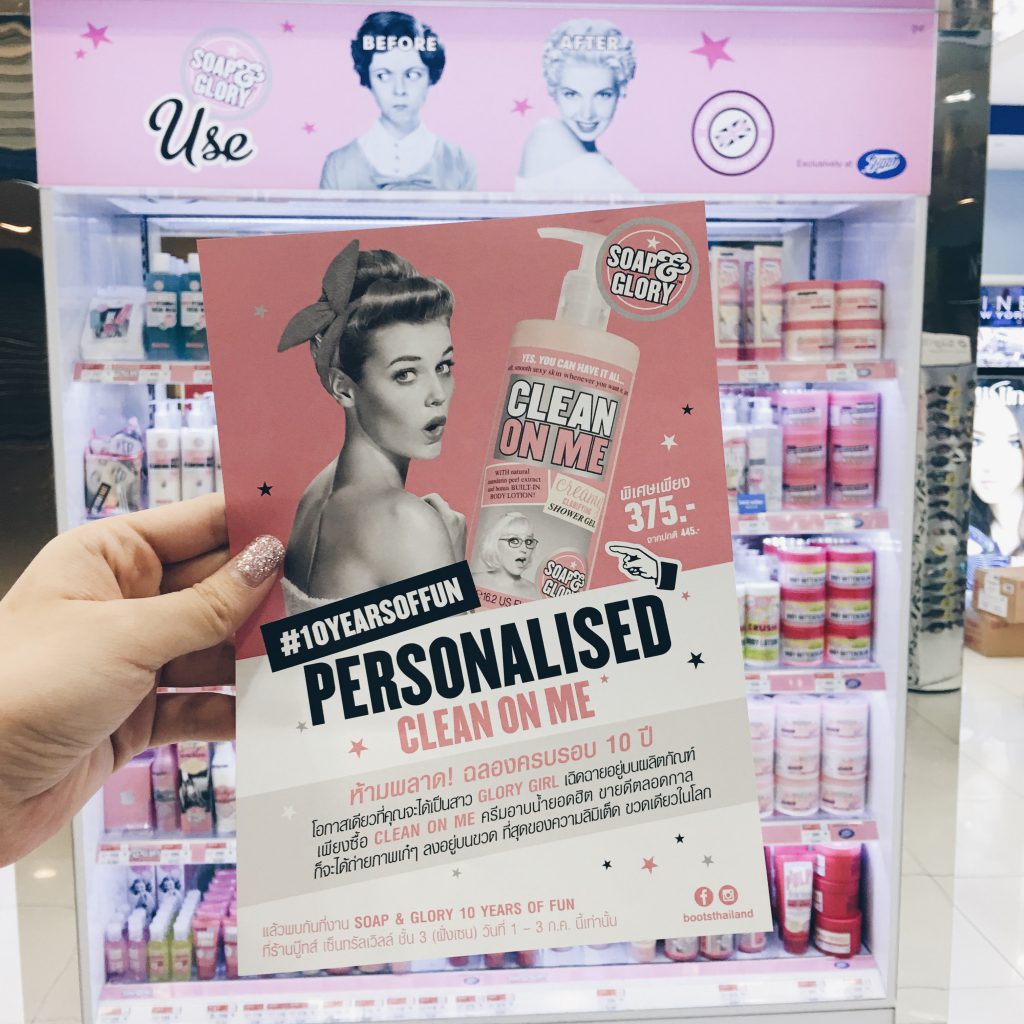 SOAP & GLORY
Use
BEFORE
AFTER
Exclusively at Boots
SOAP & GLORY
YES, YOU CAN HAVE IT ALL...
smooth sexy skin whenever you want it
CLEAN
ON ME
WITH natural
mandarin peel extract
and bonus BUILT-IN
BODY LOTION!
Creamy
CLARIFYING
SHOWER GEL
SOAP & GLORY
16.2 US
พิเศษเพียง
375.-
จากปกติ 445.-
#10YEARSOFFUN
PERSONALISED
CLEAN ON ME
ห้ามพลาด! ฉลองครบรอบ 10 ปี
โอกาสเดียวที่คุณจะได้เป็นสาว GLORY GIRL เฉิดฉายอยู่บนผลิตภัณฑ์
เพียงซื้อ CLEAN ON ME ครีมอาบน้ำยอดฮิต ขายดีตลอดกาล
ก็จะได้ถ่ายภาพเก๋ๆ ลงอยู่บนขวด ที่สุดของความลิมิเต็ด ขวดเดียวในโลก
แล้วพบกันที่งาน SOAP & GLORY 10 YEARS OF FUN
ที่ร้านบู๊ทส์ เซ็นทรัลเวิลล์ ชั้น 3 (ฝั่งเซน) วันที่ 1 - 3 ก.ค. นี้เท่านั้น
bootsthailand